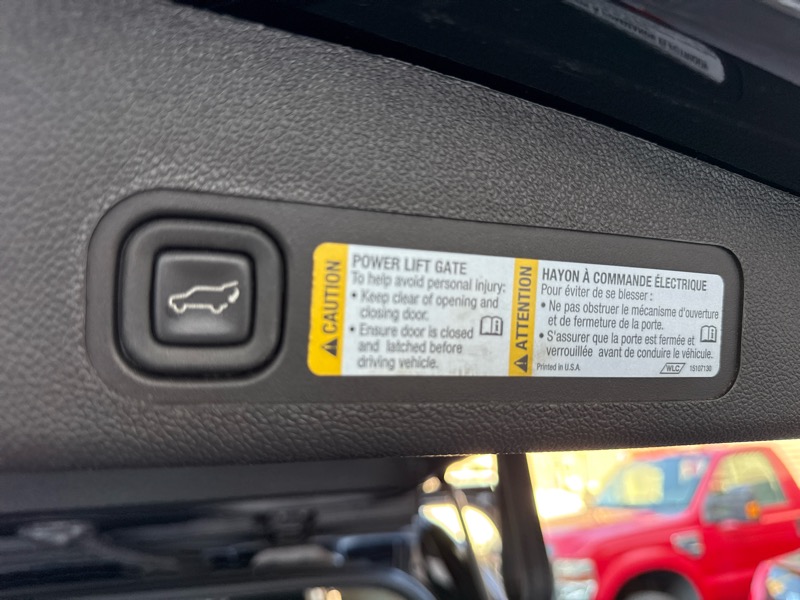 CAUTION
POWER LIFT GATE
To help avoid personal injury:
• Keep clear of opening and
closing door.
• Ensure door is closed
and latched before
driving vehicle.
ATTENTION
HAYON À COMMANDE ÉLECTRIQUE
Pour éviter de se blesser :
• Ne pas obstruer le mécanisme d'ouverture
et de fermeture de la porte.
• S'assurer que la porte est fermée et
verrouillée avant de conduire le véhicule.
Printed in U.S.A.
WLC
15107130